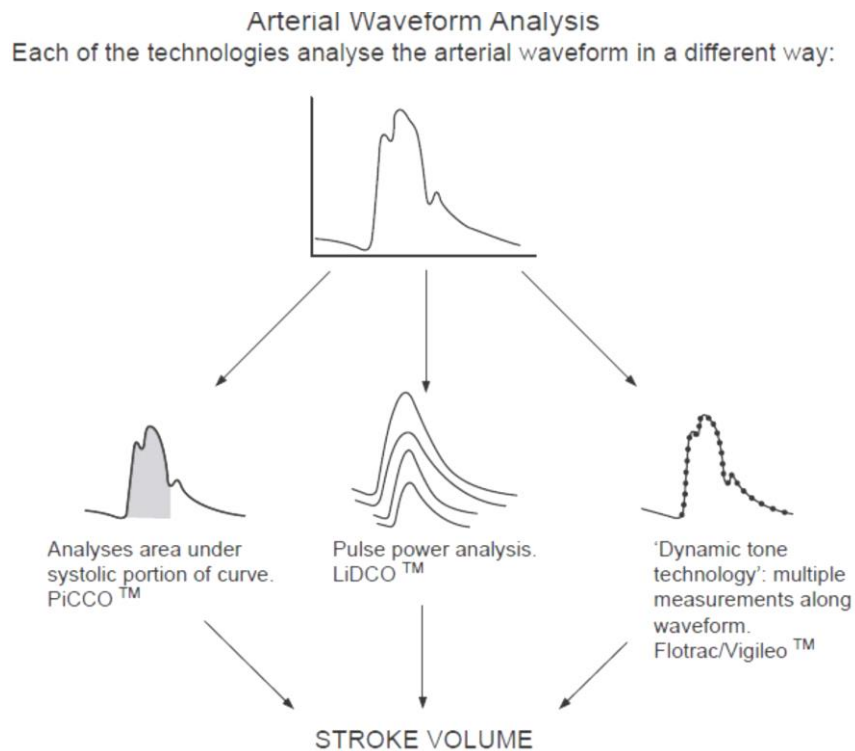 Arterial Waveform Analysis
Each of the technologies analyse the arterial waveform in a different way:
Analyses area under
systolic portion of curve.
PiCCO TM
Pulse power analysis.
LiDCO TM
'Dynamic tone
technology': multiple
measurements along
waveform.
Flotrac/Vigileo TM
STROKE VOLUME